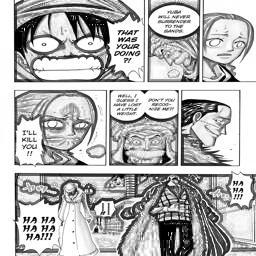 THAT
WAS
YOUR
DOING
?!
YUBA
WILL NEVER
SURRENDER
TO THE
SANDS.
I'LL
KILL
YOU
!!
WELL, I
GUESS I
HAVE LOST
A LITTLE
WEIGHT.
DON'T YOU
RECOG-
NIZE ME?!
HA
HA
!!
HA HA
HA HA
HA!!!